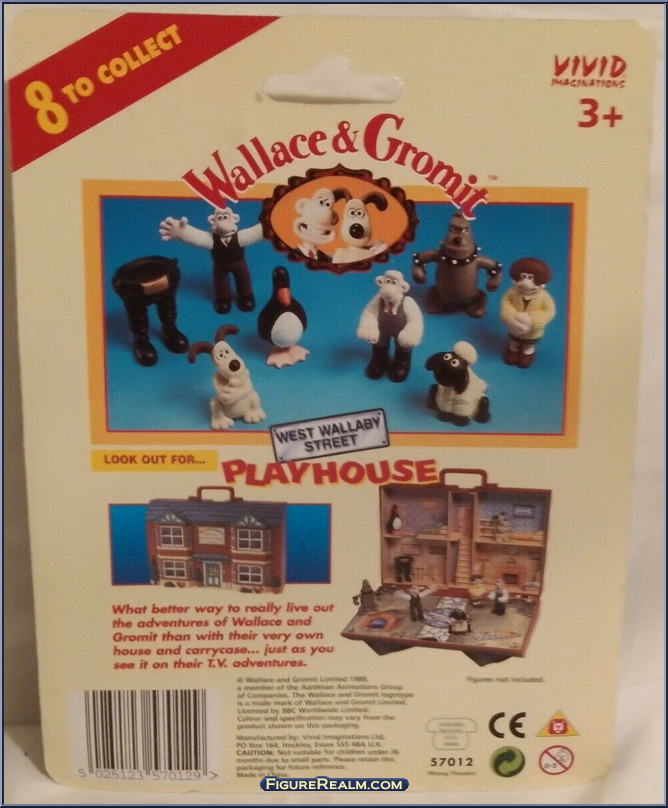 8 TO COLLECT
VIVID
IMAGINATIONS
3+
Wallace & Gromit
™
WEST WALLABY
STREET
LOOK OUT FOR...
PLAYHOUSE
What better way to really live out
the adventures of Wallace and
Gromit than with their very own
house and carrycase... just as you
see it on their T.V. adventures.
© Wallace and Gromit Limited 1989,
a member of the Aardman Animations Group
of Companies. The Wallace and Gromit logotype
is a trade mark of Wallace and Gromit Limited.
Licensed by BBC Worldwide Limited.
Colour and specification may vary from the
product shown on this packaging.
Figures not included.
Manufactured by: Vivid Imaginations Ltd,
PO Box 164, Hockley, Essex SS5 4BA U.K.
CAUTION: Not suitable for children under 36
months due to small parts. Please retain this
packaging for future reference.
Made in China.
57012
CE
0-3
5 025123 570129 >
FIGUREREALM.COM